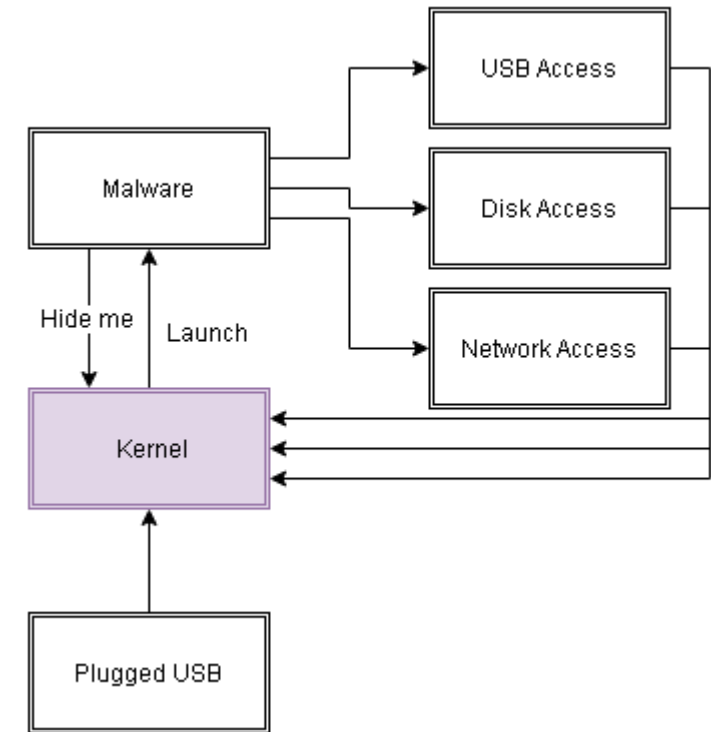 USB Access
Malware
Disk Access
Hide me
Launch
Network Access
Kernel
Plugged USB